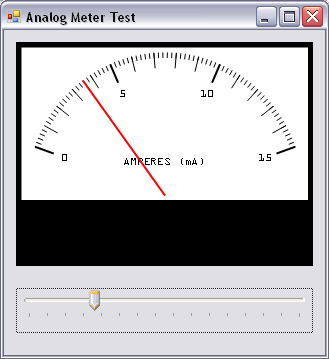 Analog Meter Test
5 10
0 15
AMPERES (mA)